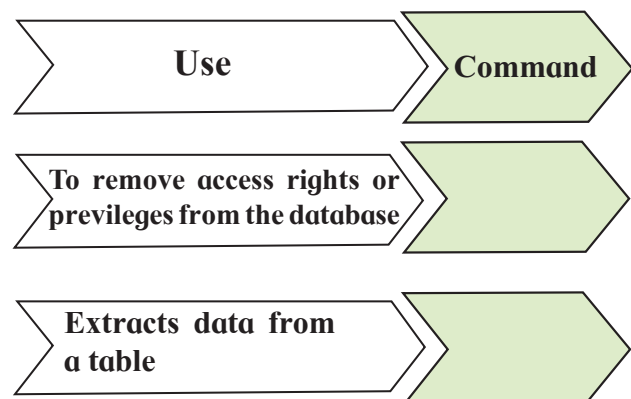 Use
Command
To remove access rights or
previleges from the database
Extracts data from
a table